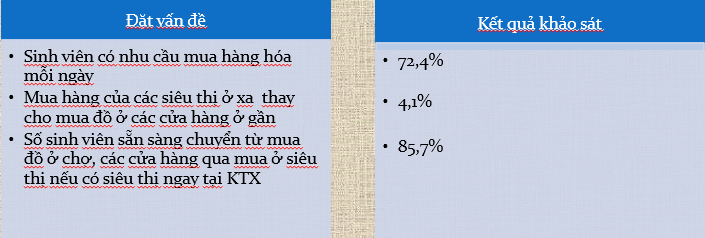 Đặt vấn đề
Sinh viên có nhu cầu mua hàng hóa
mỗi ngày
Mua hàng của các siêu thị ở xa thay
cho mua đồ ở các cửa hàng ở gần
Số sinh viên sẵn sàng chuyển từ mua
đồ ở chợ, các cửa hàng qua mua ở siêu
thị nếu có siêu thị ngay tại KTX
Kết quả khảo sát
72,4%
4,1%
85,7%